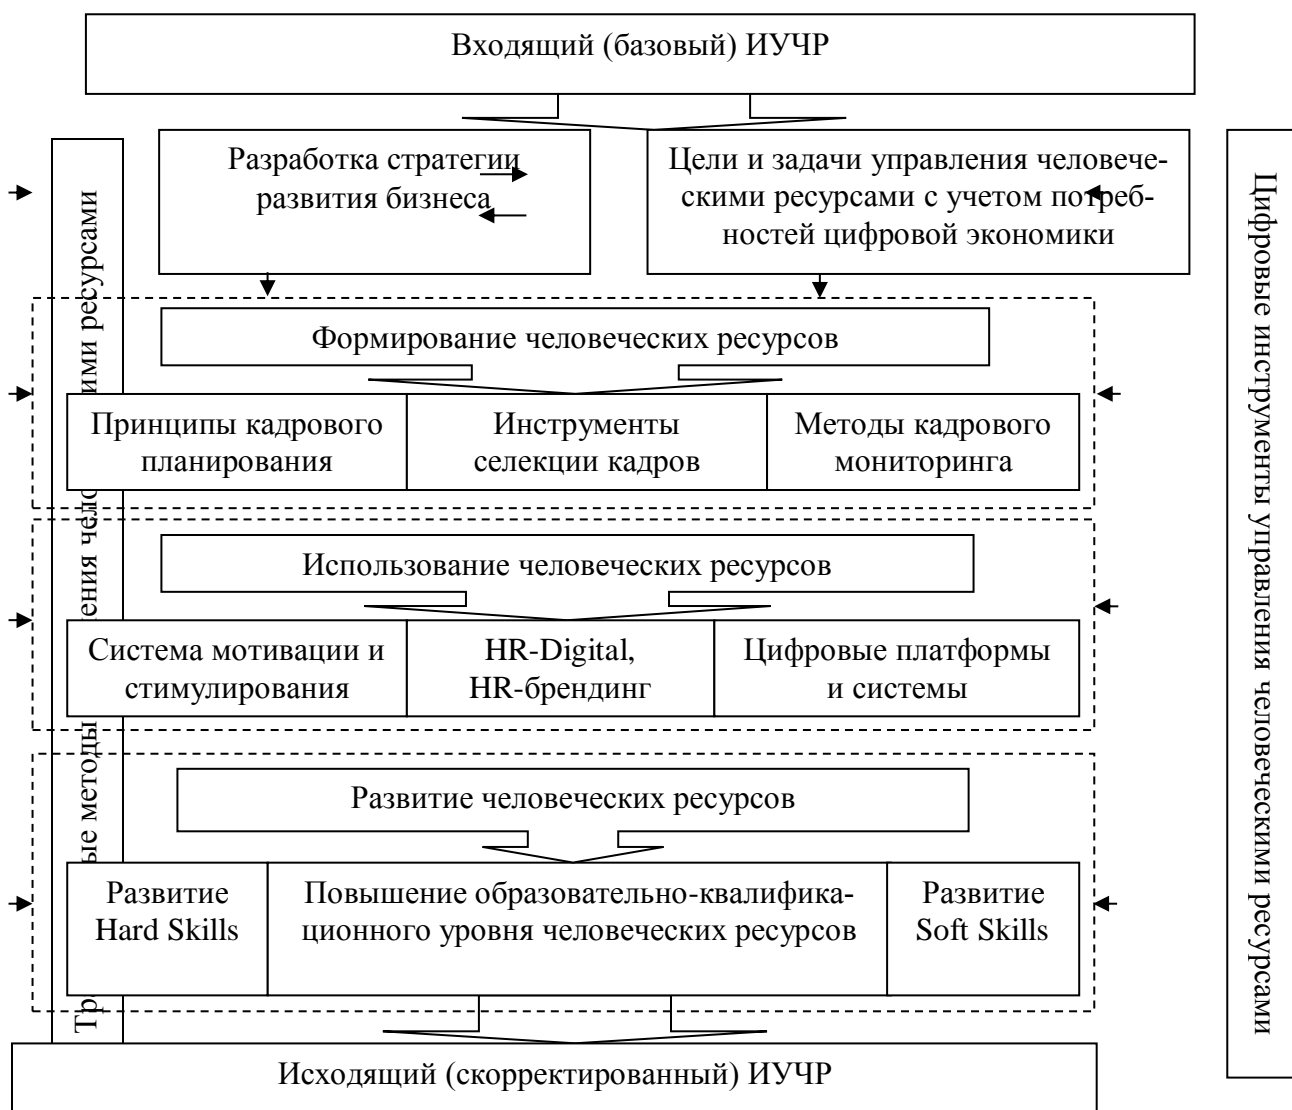 Входящий (базовый) ИУЧР
Разработка стратегии
развития бизнеса
Цели и задачи управления человече-
скими ресурсами с учетом потреб-
ностей цифровой экономики
Формирование человеческих ресурсов
Принципы кадрового
планирования
Инструменты
селекции кадров
Методы кадрового
мониторинга
Использование человеческих ресурсов
Система мотивации и
стимулирования
HR-Digital,
HR-брендинг
Цифровые платформы
и системы
Развитие человеческих ресурсов
Развитие
Hard Skills
Повышение образовательно-квалифика-
ционного уровня человеческих ресурсов
Развитие
Soft Skills
Исходящий (скорректированный) ИУЧР
методы ресурсами
Цифровые инструменты управления человеческими ресурсами